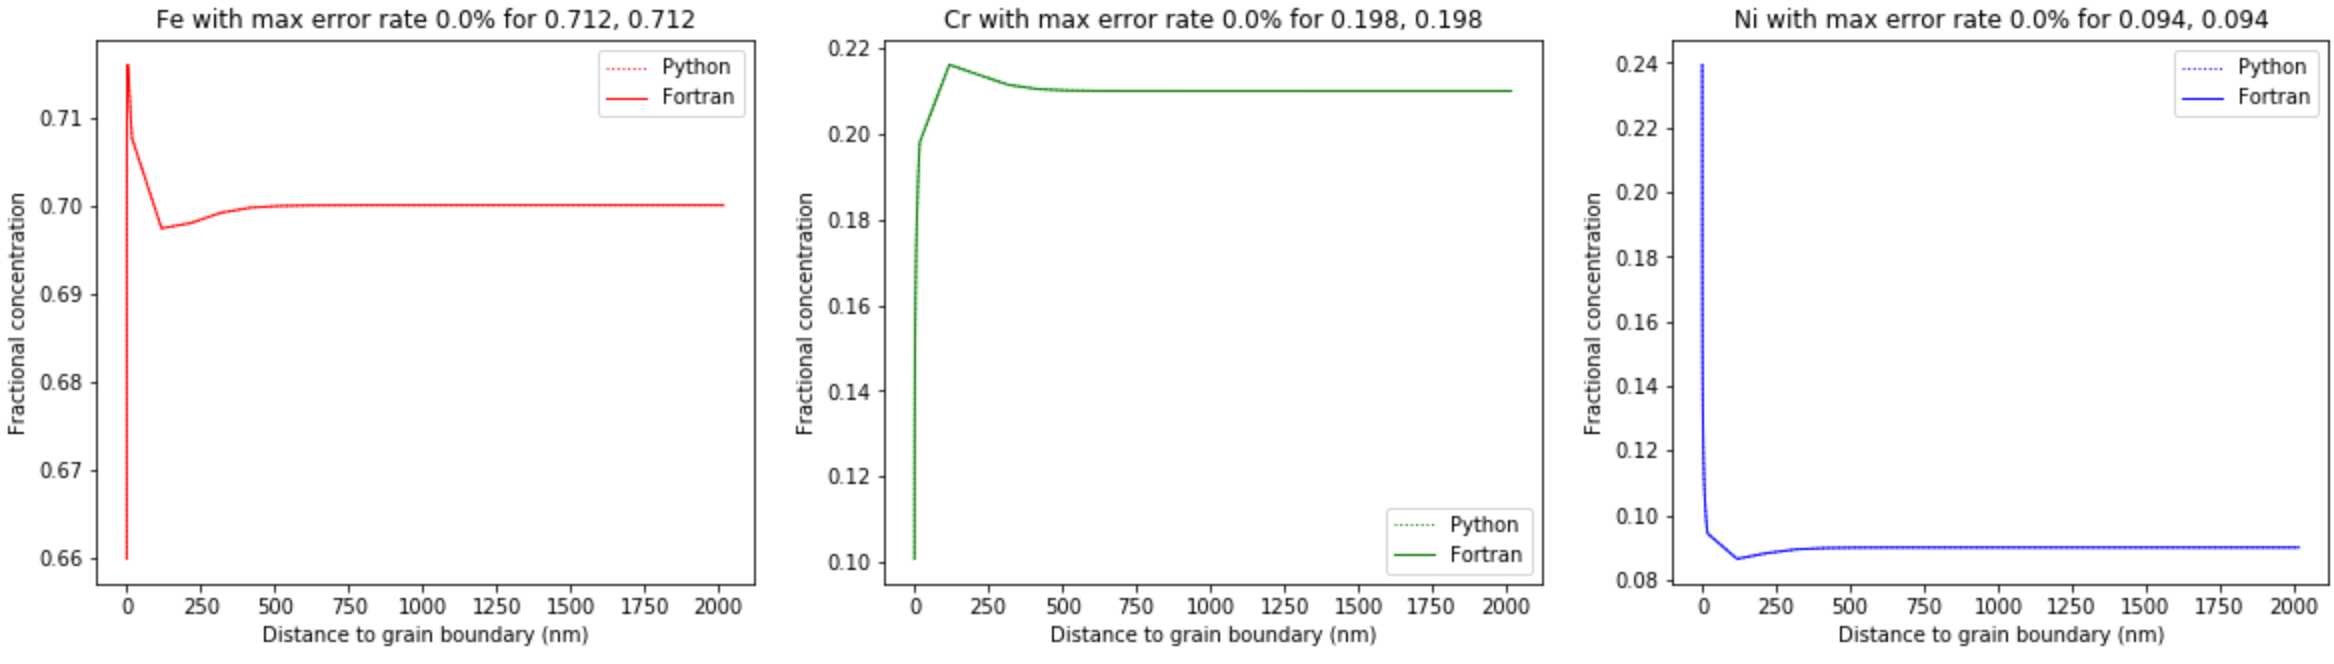 Fe with max error rate 0.0% for 0.712, 0.712
Python
Fortran
0.71
0.70
0.69
0.68
0.67
0.66
Fractional concentration
0 250 500 750 1000 1250 1500 1750 2000
Distance to grain boundary (nm)
Cr with max error rate 0.0% for 0.198, 0.198
0.22
0.20
0.18
0.16
0.14
0.12
0.10
Fractional concentration
Python
Fortran
0 250 500 750 1000 1250 1500 1750 2000
Distance to grain boundary (nm)
Ni with max error rate 0.0% for 0.094, 0.094
Python
Fortran
0.24
0.22
0.20
0.18
0.16
0.14
0.12
0.10
0.08
Fractional concentration
0 250 500 750 1000 1250 1500 1750 2000
Distance to grain boundary (nm)